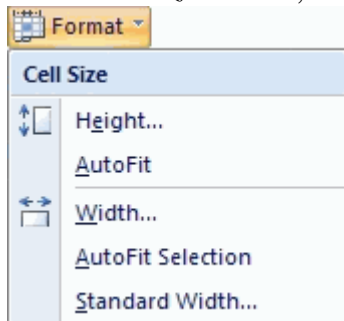 Format
Cell Size
Height...
AutoFit
Width...
AutoFit Selection
Standard Width...